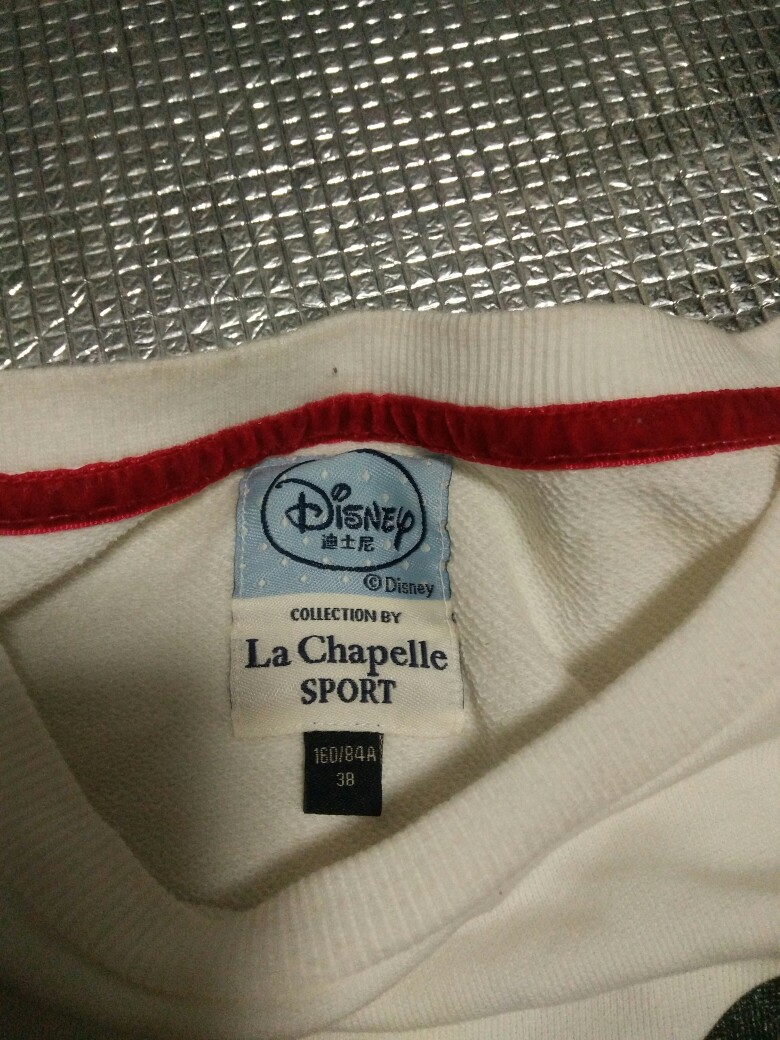 Disney
迪士尼
© Disney
COLLECTION BY
La Chapelle
SPORT
160/84A
38